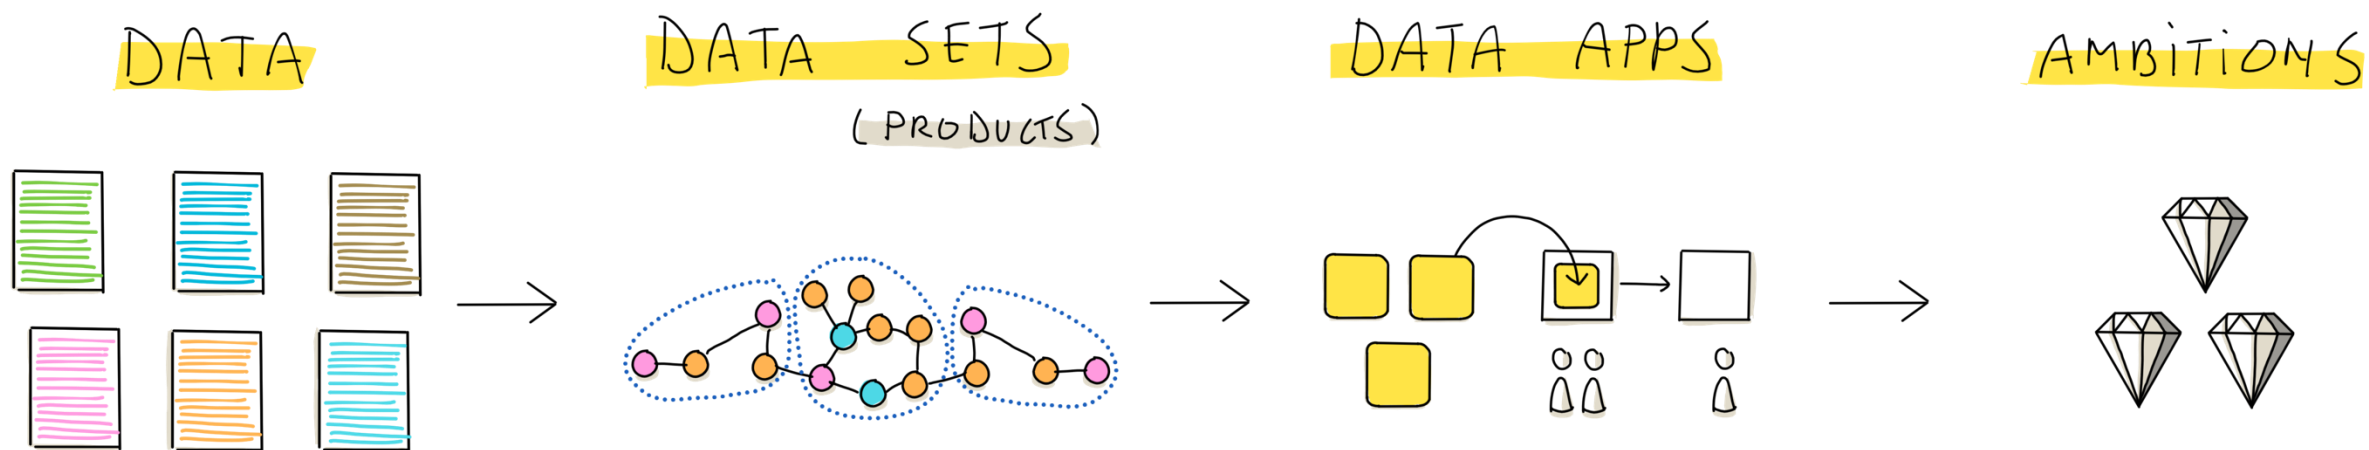 DATA
DATA SETS
(PRODUCTS)
DATA APPS
AMBITIONS